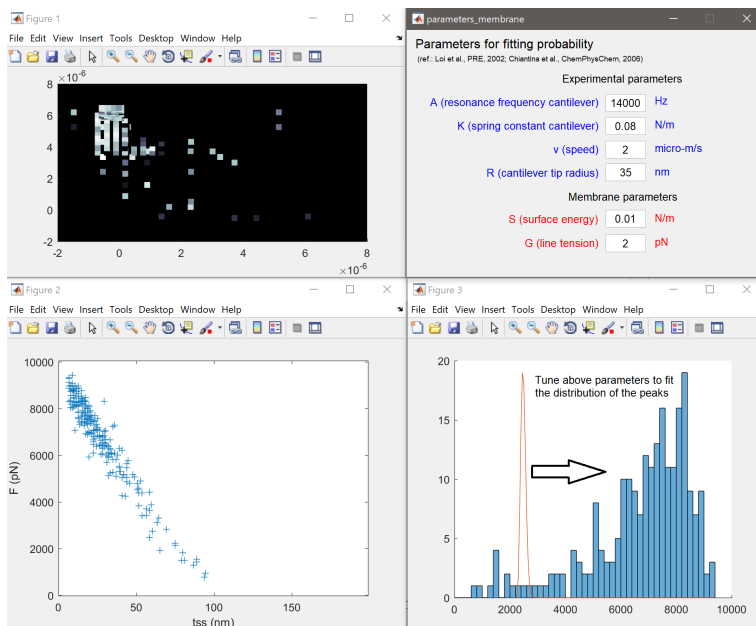 Figure 1
File Edit View Insert Tools Desktop Window Help
×10⁻⁶
8
6
4
2
0
-2
-2 0 2 4 6 8
×10⁻⁶
parameters_membrane
Parameters for fitting probability
(ref.: Loi et al., PRE, 2002; Chiantina et al., ChemPhysChem, 2006)
Experimental parameters
A (resonance frequency cantilever) 14000 Hz
K (spring constant cantilever) 0.08 N/m
v (speed) 2 micro-m/s
R (cantilever tip radius) 35 nm
Membrane parameters
S (surface energy) 0.01 N/m
G (line tension) 2 pN
Figure 2
File Edit View Insert Tools Desktop Window Help
10000
8000
6000
4000
2000
0
F (pN)
0 50 100 150
tss (nm)
Figure 3
File Edit View Insert Tools Desktop Window Help
20
15
10
5
0
Tune above parameters to fit
the distribution of the peaks
0 2000 4000 6000 8000 10000